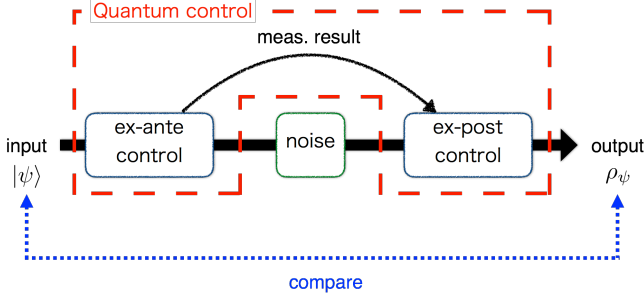 Quantum control
meas. result
input
|ψ⟩
ex-ante
control
noise
ex-post
control
output
ρψ
compare